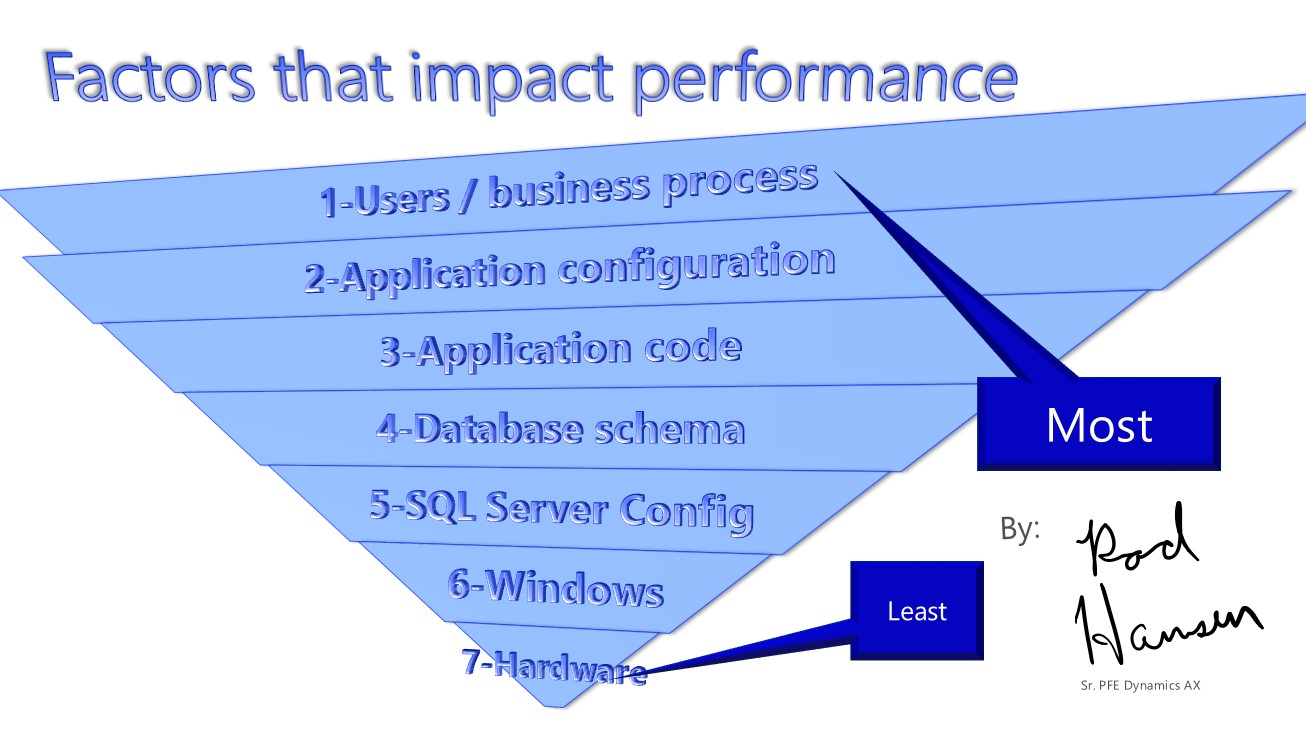 Factors that impact performance
1-Users / business process
2-Application configuration
3-Application code
4-Database schema
5-SQL Server Config
6-Windows
7-Hardware
Most
Least
By:
Rod
Hansen
Sr. PFE Dynamics AX